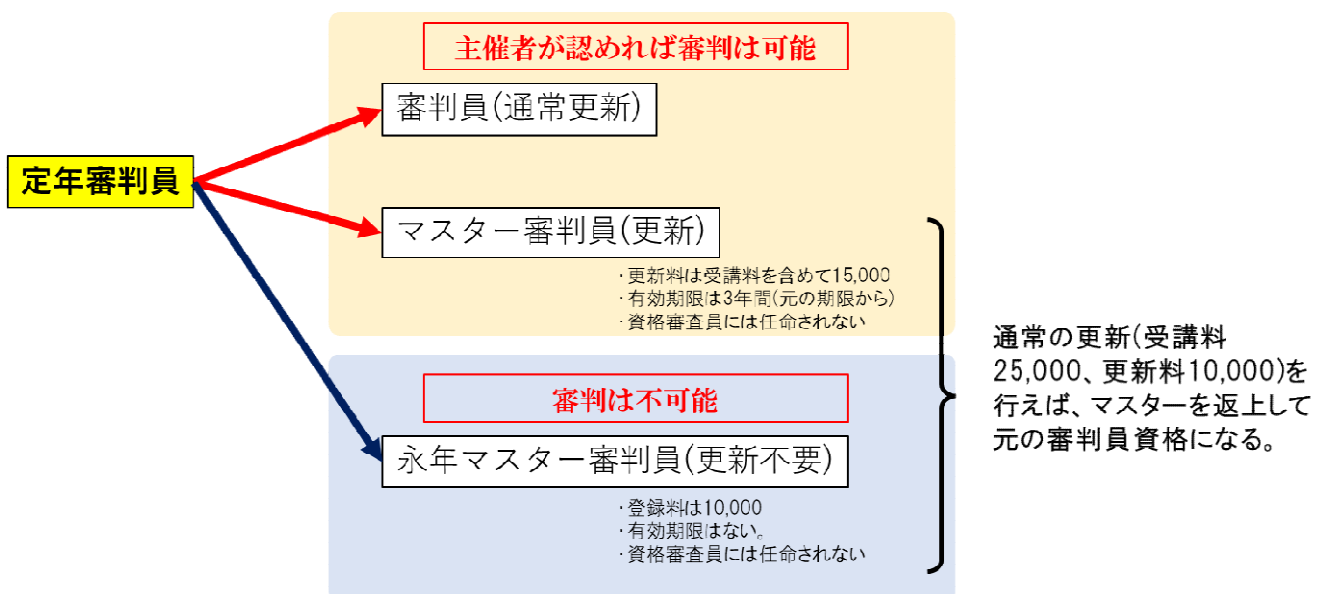 主催者が認めれば審判は可能
審判員(通常更新)
定年審判員
マスター審判員(更新)
・更新料は受講料を含めて15,000
・有効期限は3年間(元の期限から)
・資格審査員には任命されない
通常の更新(受講料
25,000、更新料10,000)を
行えば、マスターを返上して
元の審判員資格になる。
審判は不可能
永年マスター審判員(更新不要)
・登録料は10,000
・有効期限はない。
・資格審査員には任命されない